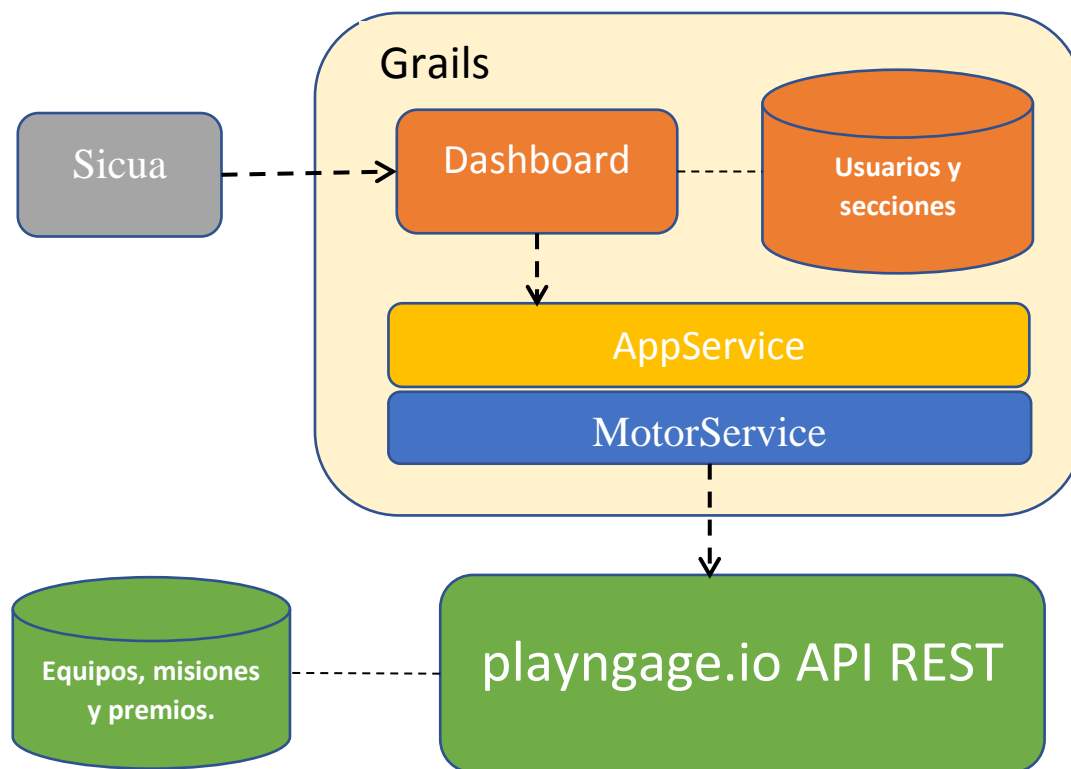 Grails
Sicua
Dashboard
Usuarios y
secciones
AppService
MotorService
Equipos, misiones
y premios.
playngage.io API REST